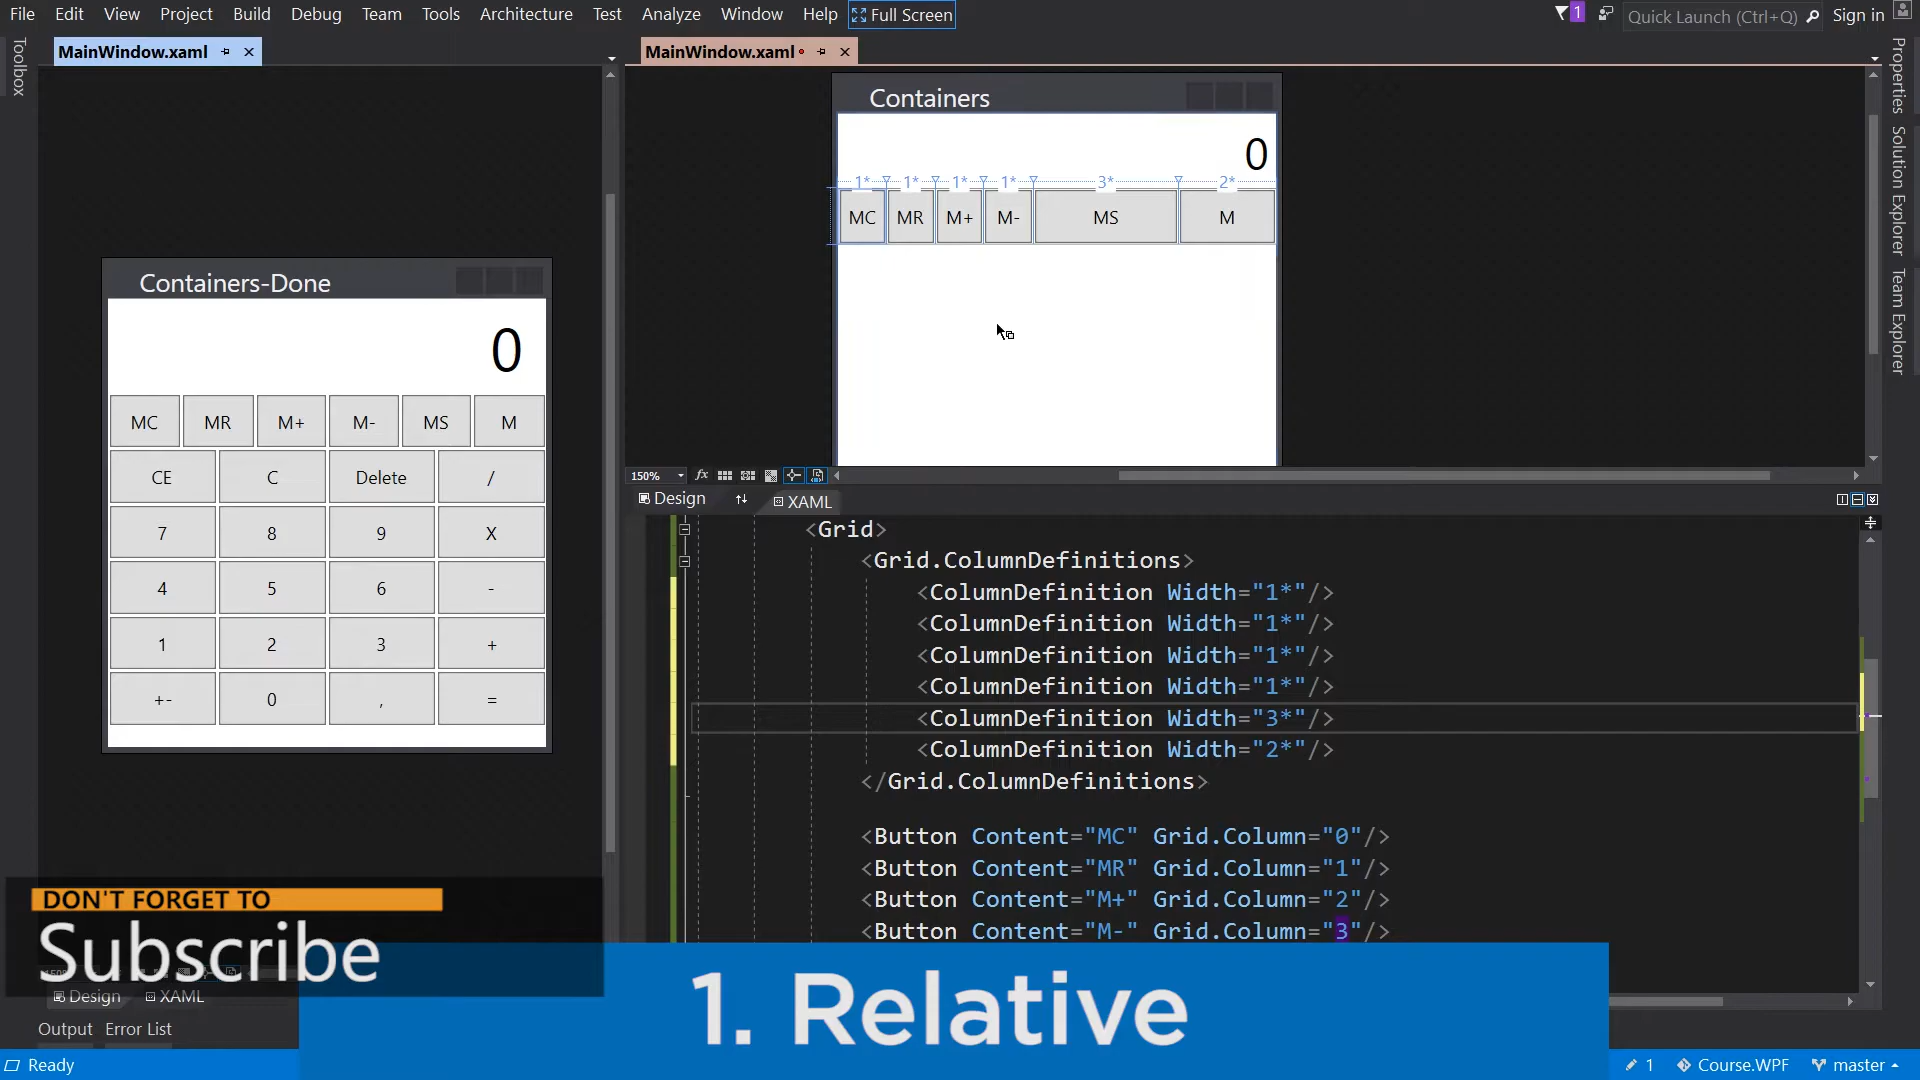 File Edit View Project Build Debug Team Tools Architecture Test Analyze Window Help Full Screen
1 Quick Launch (Ctrl+Q) Sign in
Toolbox
MainWindow.xaml
Containers-Done
0
MC MR M+ M- MS M
CE C Delete /
7 8 9 X
4 5 6 -
1 2 3 +
+- 0 , =
MainWindow.xaml
Containers
0
1* 1* 1* 1* 3* 2*
MC MR M+ M- MS M
150%
Design XAML
<Grid>
<Grid.ColumnDefinitions>
<ColumnDefinition Width="1*"/>
<ColumnDefinition Width="1*"/>
<ColumnDefinition Width="1*"/>
<ColumnDefinition Width="1*"/>
<ColumnDefinition Width="3*"/>
<ColumnDefinition Width="2*"/>
</Grid.ColumnDefinitions>
<Button Content="MC" Grid.Column="0"/>
<Button Content="MR" Grid.Column="1"/>
<Button Content="M+" Grid.Column="2"/>
<Button Content="M-" Grid.Column="3"/>
Properties
Solution Explorer
Team Explorer
DON'T FORGET TO
Subscribe
Design XAML
Output Error List
1. Relative
Ready
1 Course.WPF master